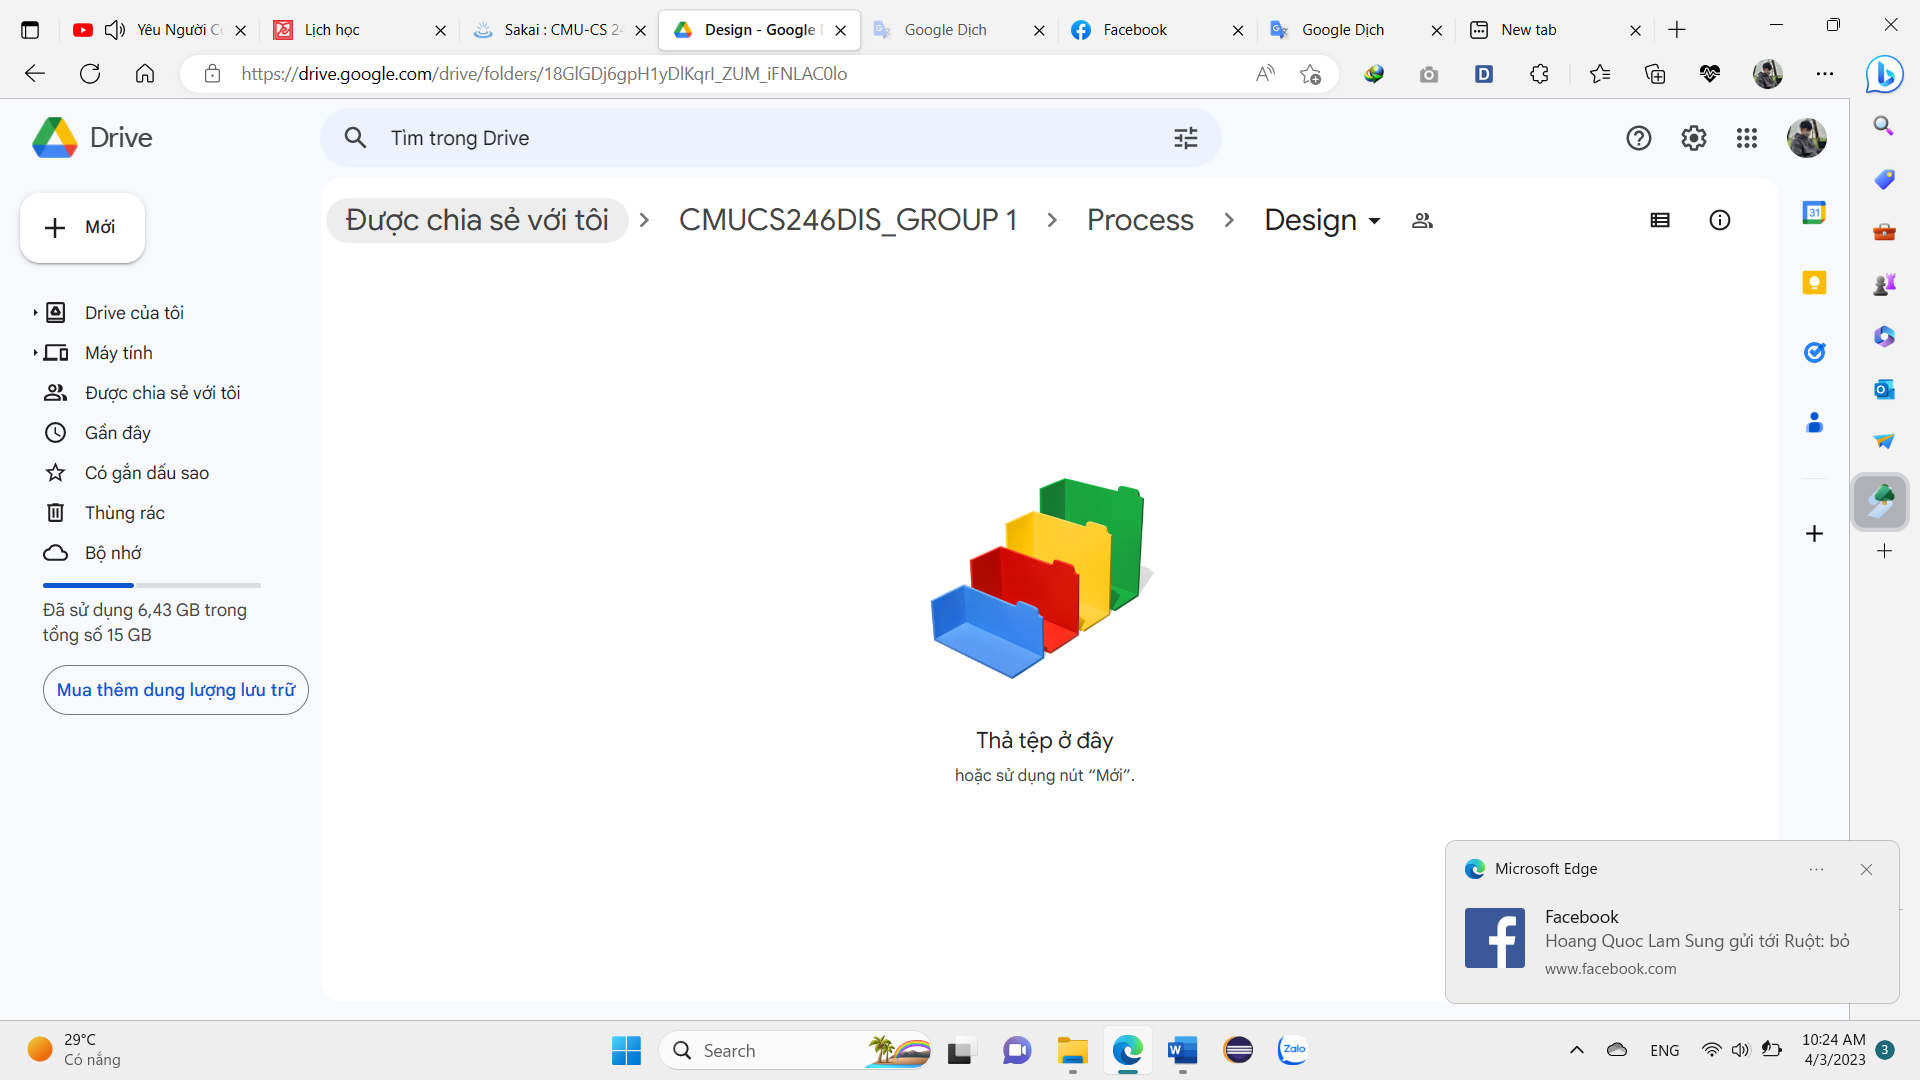 Yêu Người Cơ
Lịch học
Sakai : CMU-CS 24
Design - Google D
Google Dịch
Facebook
Google Dịch
New tab
https://drive.google.com/drive/folders/18GlGDj6gpH1yDlKqrI_ZUM_iFNLAC0lo
Drive
Tìm trong Drive
Mới
Được chia sẻ với tôi
CMUCS246DIS_GROUP 1
Process
Design
Drive của tôi
Máy tính
Được chia sẻ với tôi
Gần đây
Có gắn dấu sao
Thùng rác
Bộ nhớ
Đã sử dụng 6,43 GB trong
tổng số 15 GB
Mua thêm dung lượng lưu trữ
Thả tệp ở đây
hoặc sử dụng nút “Mới”.
Microsoft Edge
Facebook
Hoang Quoc Lam Sung gửi tới Ruột: bỏ
www.facebook.com
29°C
Có nắng
Search
Zalo
ENG
10:24 AM
4/3/2023
3